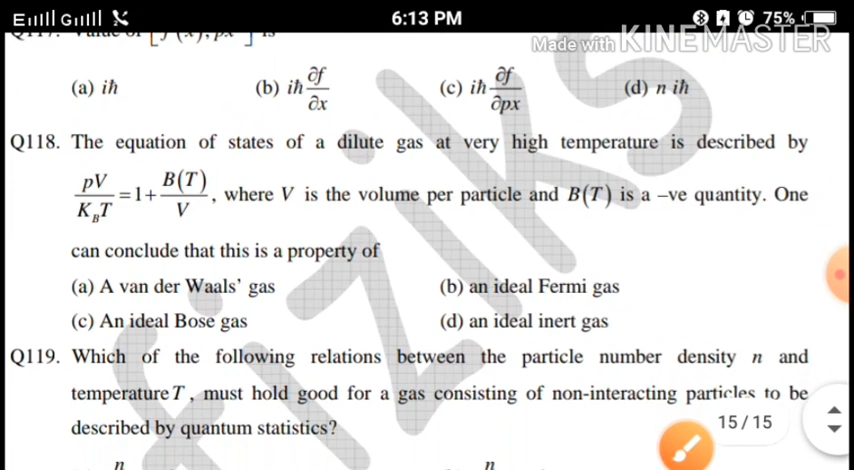 6:13 PM 75%
Made with KINEMASTER
(a) iħ (b) iħ ∂f/∂x (c) iħ ∂f/∂px (d) n iħ
Q118. The equation of states of a dilute gas at very high temperature is described by
pV/K_BT = 1 + B(T)/V, where V is the volume per particle and B(T) is a –ve quantity. One
can conclude that this is a property of
(a) A van der Waals' gas (b) an ideal Fermi gas
(c) An ideal Bose gas (d) an ideal inert gas
Q119. Which of the following relations between the particle number density n and
temperature T, must hold good for a gas consisting of non-interacting particles to be
15 / 15
described by quantum statistics?
n n
fiziks